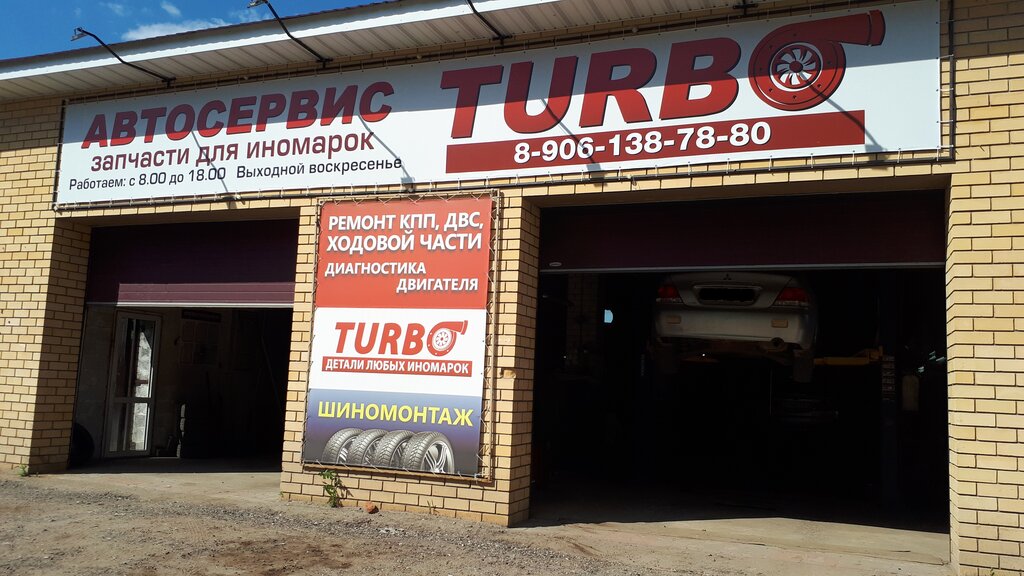 АВТОСЕРВИС
запчасти для иномарок
Работаем: с 8.00 до 18.00 Выходной воскресенье
TURBO
8-906-138-78-80
РЕМОНТ КПП, ДВС,
ХОДОВОЙ ЧАСТИ
ДИАГНОСТИКА
ДВИГАТЕЛЯ
TURBO
ДЕТАЛИ ЛЮБЫХ ИНОМАРОК
ШИНОМОНТАЖ